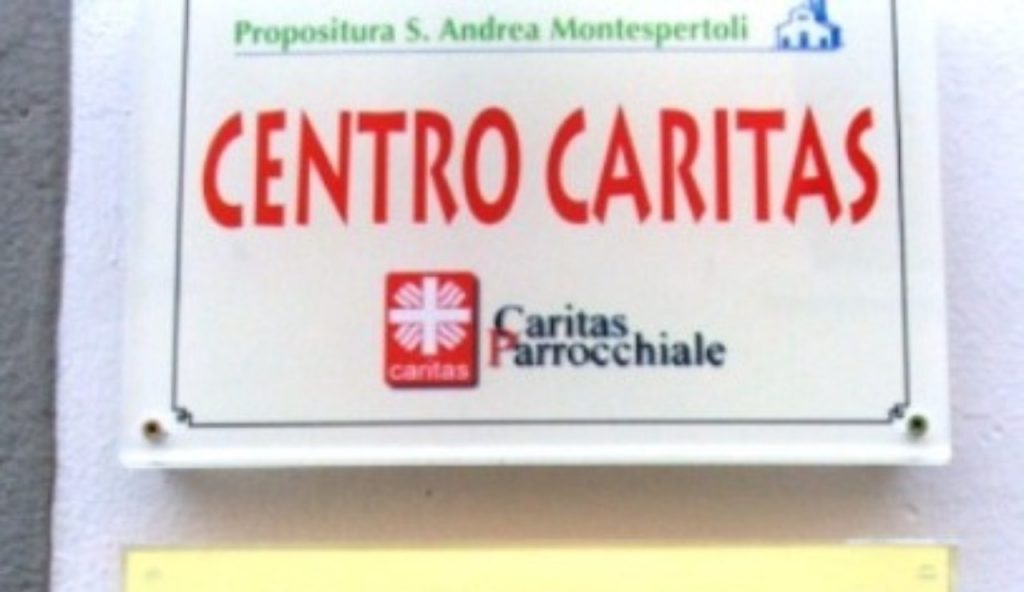 Propositura S. Andrea Montespertoli
CENTRO CARITAS
caritas
Caritas
Parrocchiale